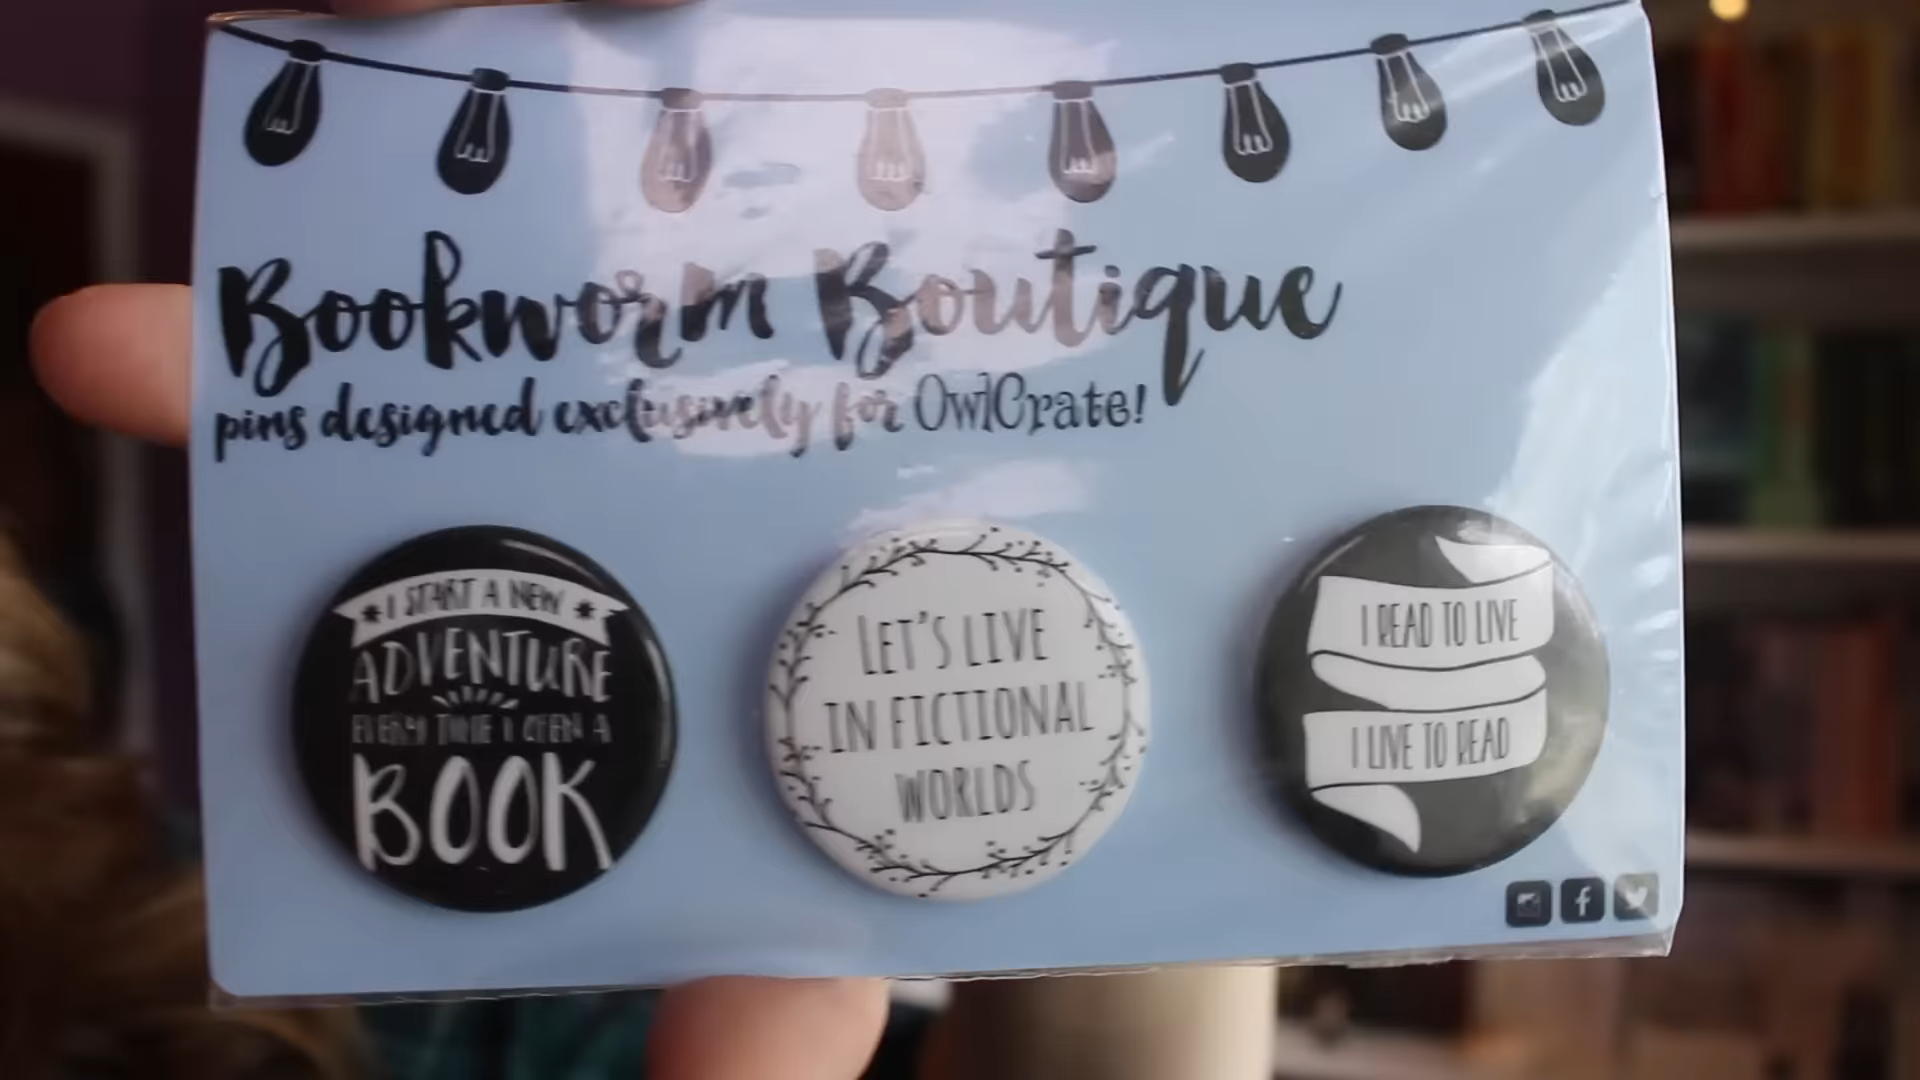 Bookworm Boutique
pins designed exclusively for OwlCrate!
I START A NEW
ADVENTURE
EVERY TIME I OPEN A
BOOK
LET'S LIVE
IN FICTIONAL
WORLDS
I READ TO LIVE
I LIVE TO READ